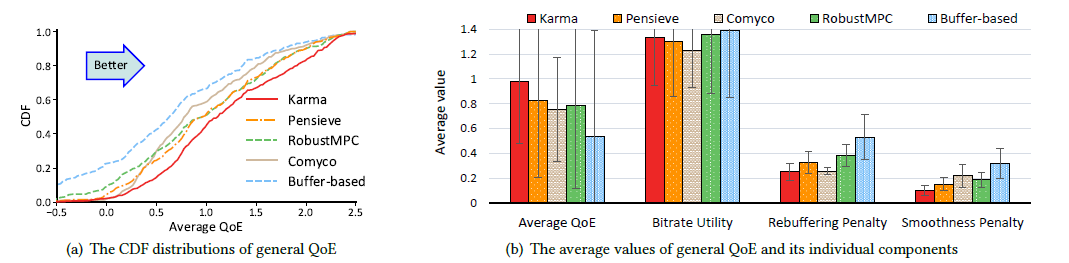 1.0
0.8
0.6
0.4
0.2
0.0
CDF
Better
Karma
Pensieve
RobustMPC
Comyco
Buffer-based
−0.5 0.0 0.5 1.0 1.5 2.0 2.5
Average QoE
(a) The CDF distributions of general QoE
Karma Pensieve Comyco RobustMPC Buffer-based
1.4
1.2
1
0.8
0.6
0.4
0.2
0
Average value
Average QoE Bitrate Utility Rebuffering Penalty Smoothness Penalty
(b) The average values of general QoE and its individual components